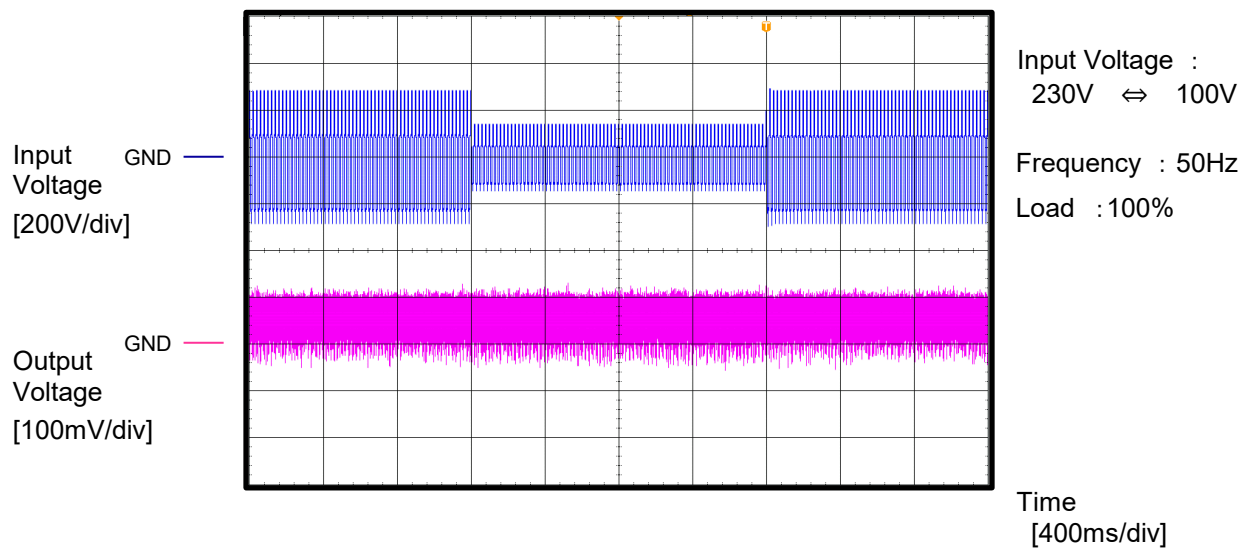 T
Input Voltage :
230V ⇔ 100V
Input
Voltage
[200V/div]
GND
Frequency : 50Hz
Load :100%
Output
Voltage
[100mV/div]
GND
Time
[400ms/div]